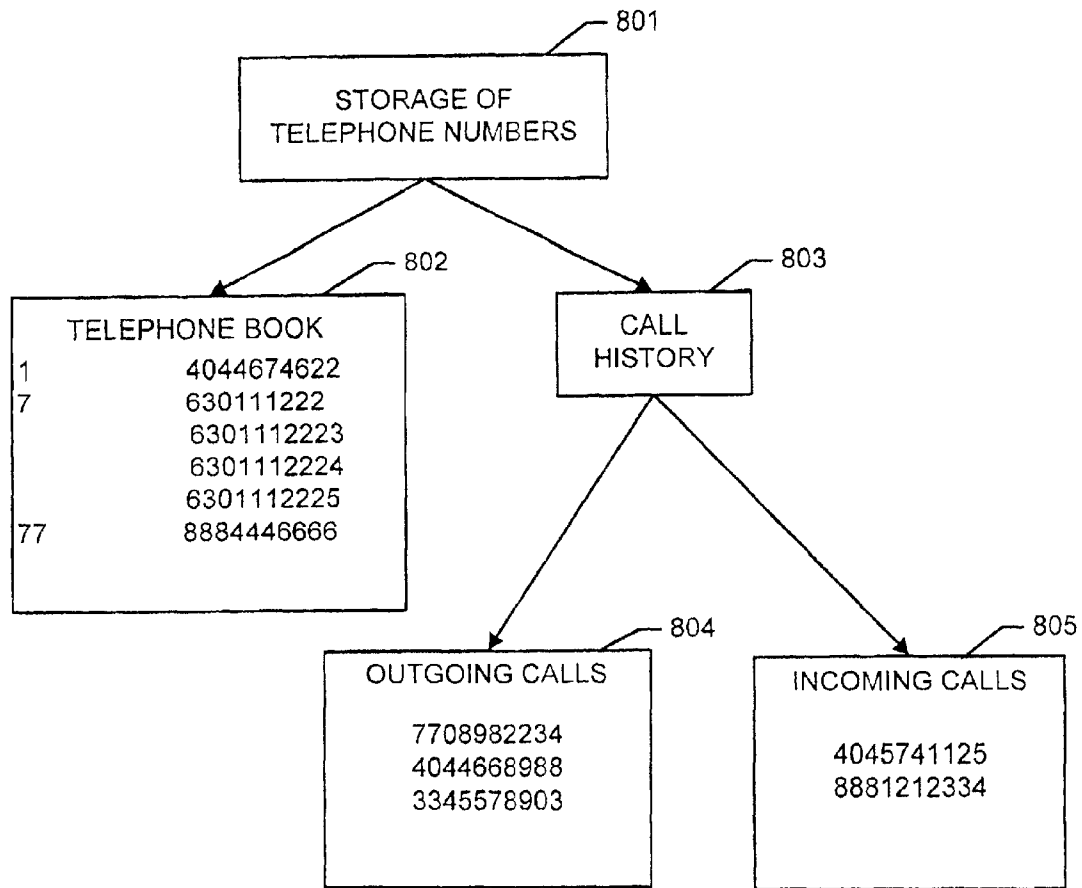 801
STORAGE OF
TELEPHONE NUMBERS
802
803
TELEPHONE BOOK
1 4044674622
7 630111222
6301112223
6301112224
6301112225
77 8884446666
CALL
HISTORY
804
805
OUTGOING CALLS
7708982234
4044668988
3345578903
INCOMING CALLS
4045741125
8881212334